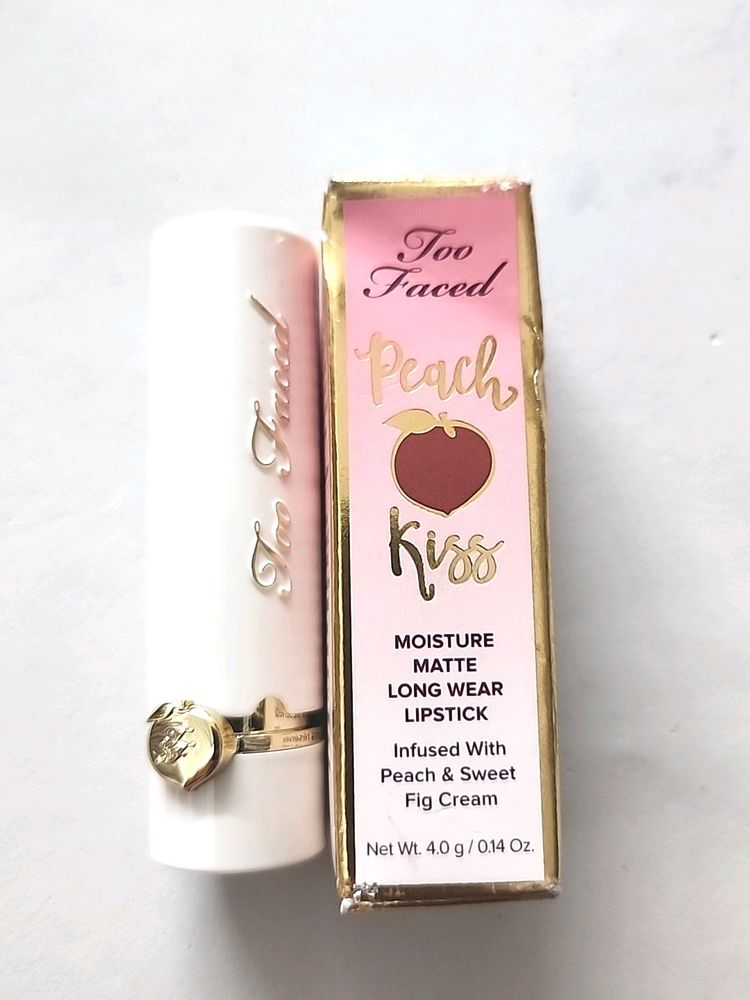 Too Faced
Too
Faced
Peach
Kiss
MOISTURE
MATTE
LONG WEAR
LIPSTICK
Infused With
Peach & Sweet
Fig Cream
Net Wt. 4.0 g / 0.14 Oz.